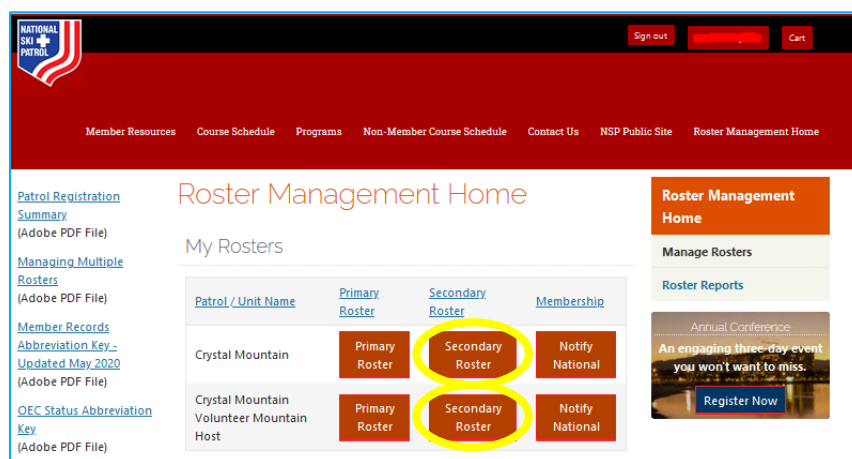 NATIONAL
SKI
PATROL
Sign out
Cart
Member Resources Course Schedule Programs Non-Member Course Schedule Contact Us NSP Public Site Roster Management Home
Patrol Registration
Summary
(Adobe PDF File)
Managing Multiple
Rosters
(Adobe PDF File)
Member Records
Abbreviation Key -
Updated May 2020
(Adobe PDF File)
OEC Status Abbreviation
Key
(Adobe PDF File)
Roster Management Home
My Rosters
Patrol / Unit Name
Primary
Roster
Secondary
Roster
Membership
Crystal Mountain
Primary
Roster
Secondary
Roster
Notify
National
Crystal Mountain
Volunteer Mountain
Host
Primary
Roster
Secondary
Roster
Notify
National
Roster Management
Home
Manage Rosters
Roster Reports
Annual Conference
An engaging three-day event
you won't want to miss.
Register Now